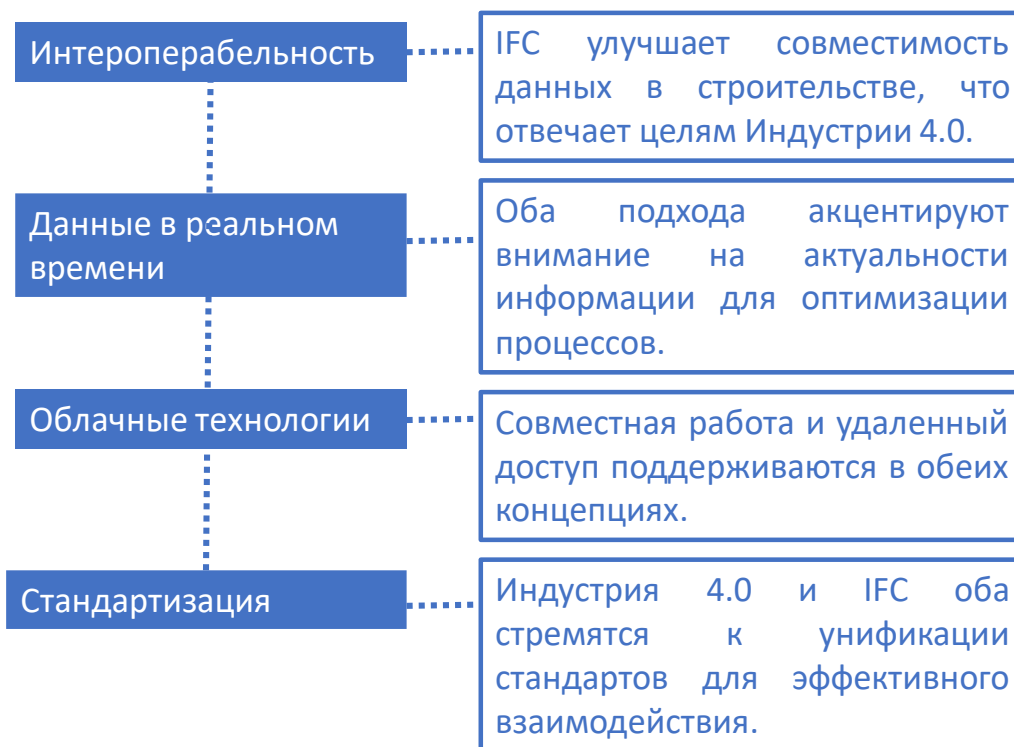 Интероперабельность
IFC улучшает совместимость
данных в строительстве, что
отвечает целям Индустрии 4.0.
Данные в реальном
времени
Оба подхода акцентируют
внимание на актуальности
информации для оптимизации
процессов.
Облачные технологии
Совместная работа и удаленный
доступ поддерживаются в обеих
концепциях.
Стандартизация
Индустрия 4.0 и IFC оба
стремятся к унификации
стандартов для эффективного
взаимодействия.